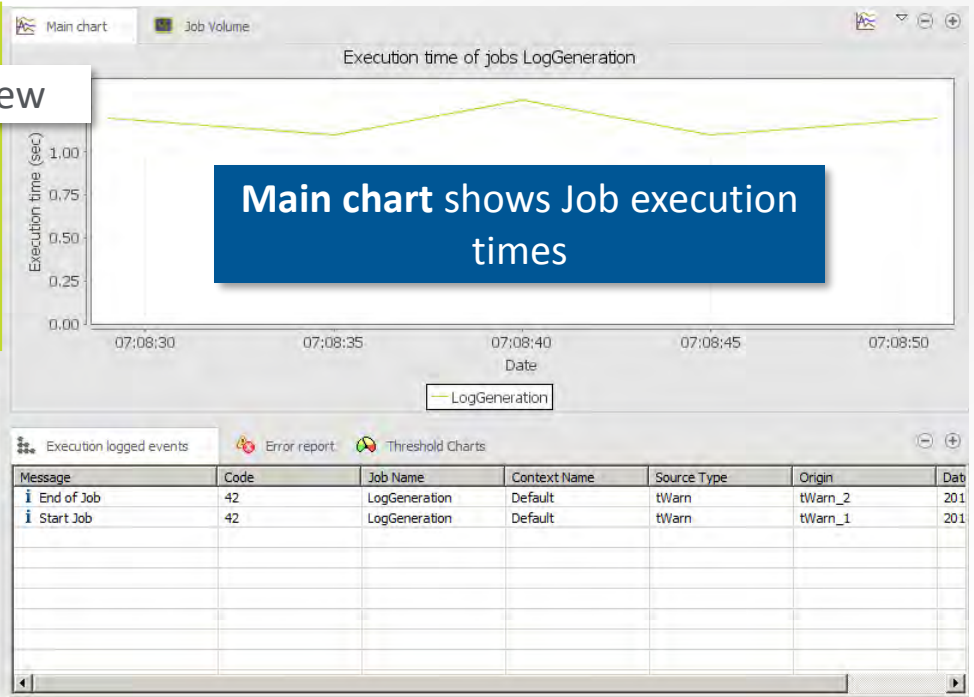 Main chart
Job Volume
Execution time of jobs LogGeneration
ew
Execution time (sec)
1.00
0.75
0.50
0.25
0.00
Main chart shows Job execution
times
07:08:30 07:08:35 07:08:40 07:08:45 07:08:50
Date
LogGeneration
Execution logged events Error report Threshold Charts
Message Code Job Name Context Name Source Type Origin Dat
End of Job 42 LogGeneration Default tWarn tWarn_2 201
Start Job 42 LogGeneration Default tWarn tWarn_1 201